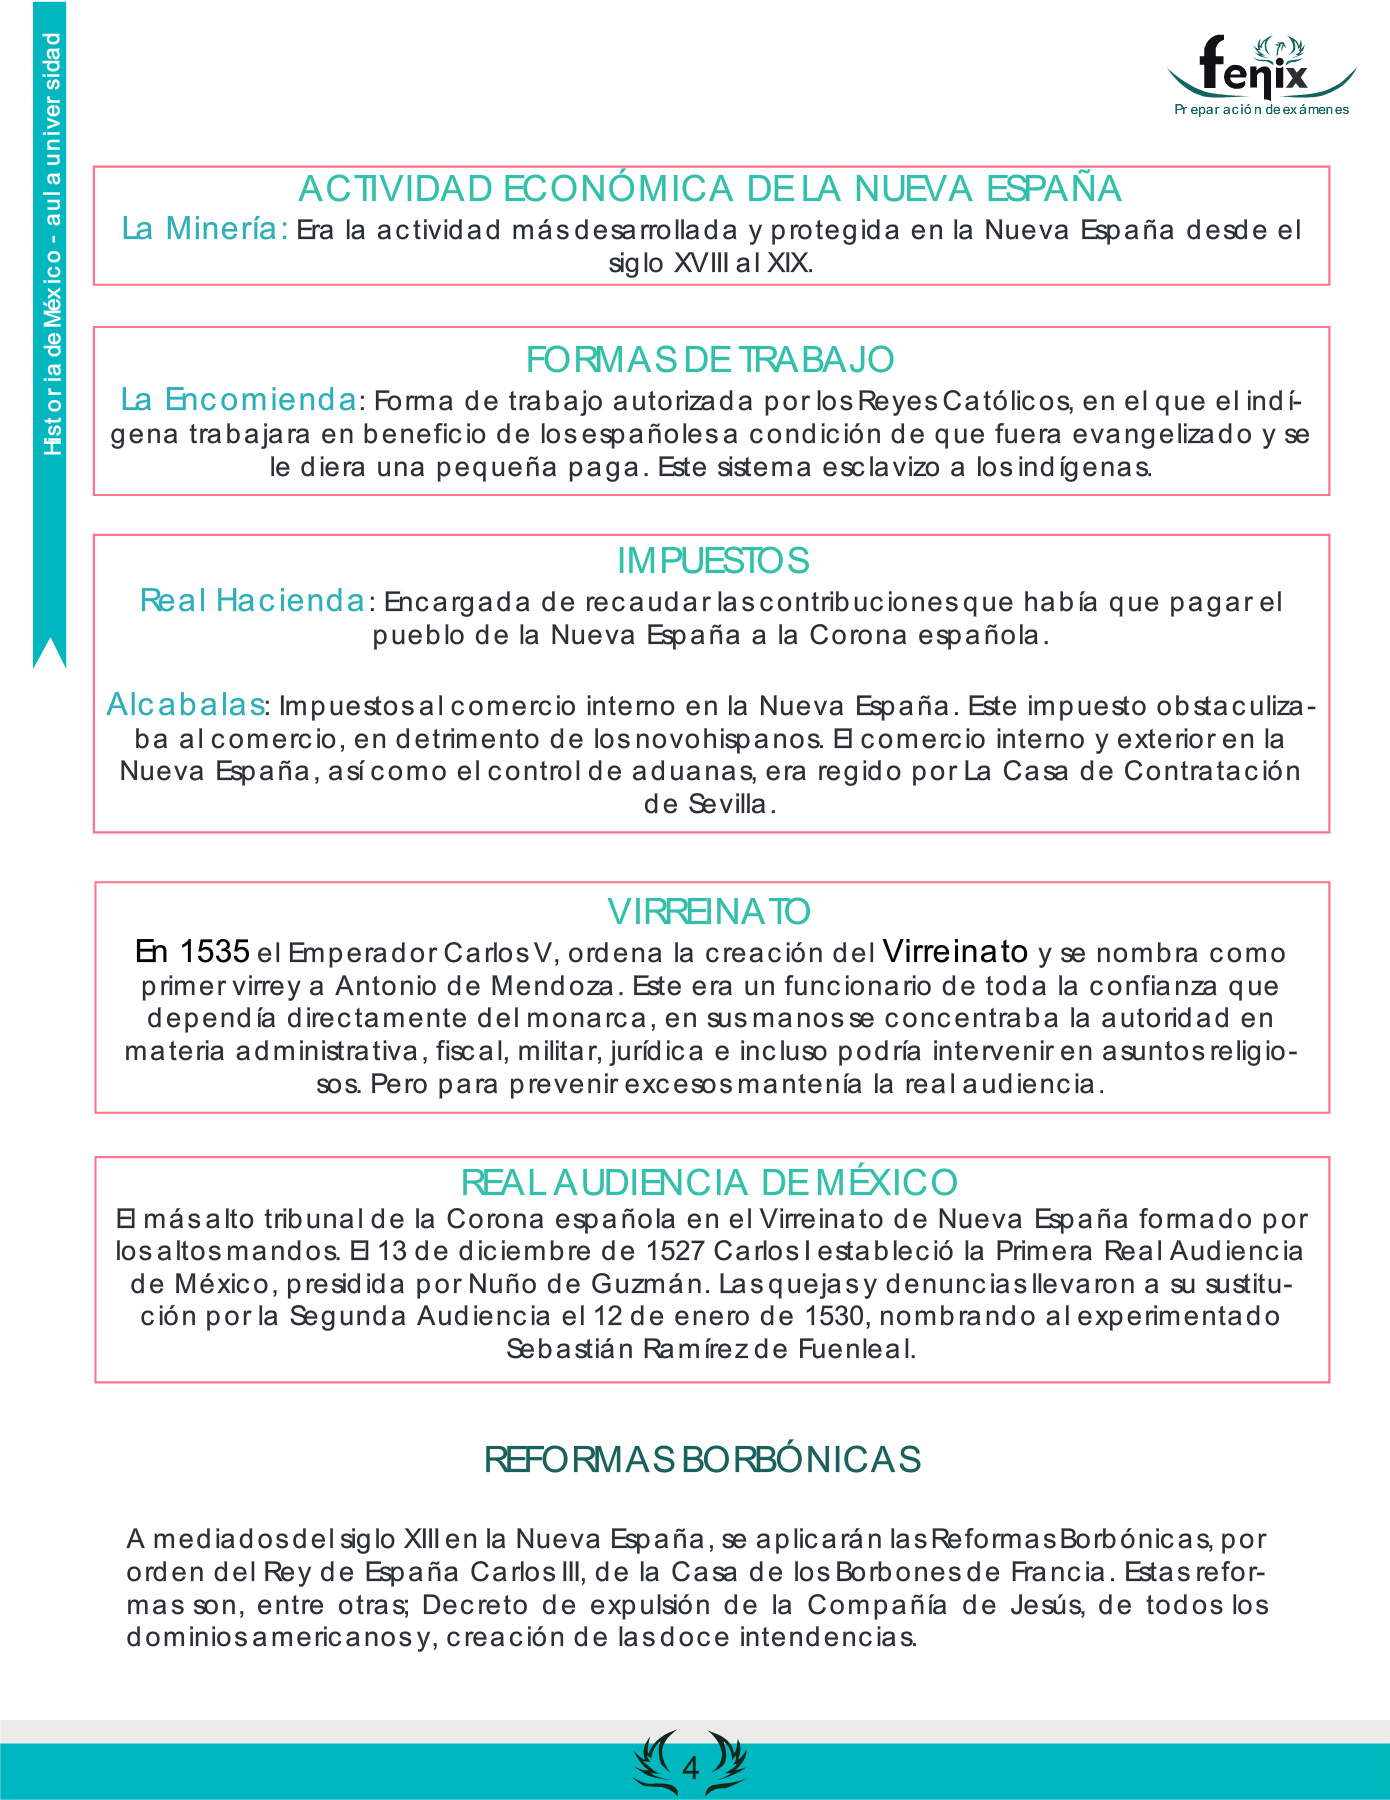 Historia de México - aula universidad
fenix
Preparación de exámenes
ACTIVIDAD ECONÓMICA DE LA NUEVA ESPAÑA
La Minería: Era la actividad más desarrollada y protegida en la Nueva España desde el
siglo XVIII al XIX.
FORMAS DE TRABAJO
La Encomienda: Forma de trabajo autorizada por los Reyes Católicos, en el que el indí-
gena trabajara en beneficio de los españoles a condición de que fuera evangelizado y se
le diera una pequeña paga. Este sistema esclavizo a los indígenas.
IMPUESTOS
Real Hacienda: Encargada de recaudar las contribuciones que había que pagar el
pueblo de la Nueva España a la Corona española.
Alcabalas: Impuestos al comercio interno en la Nueva España. Este impuesto obstaculiza-
ba al comercio, en detrimento de los novohispanos. El comercio interno y exterior en la
Nueva España, así como el control de aduanas, era regido por La Casa de Contratación
de Sevilla.
VIRREINATO
En 1535 el Emperador Carlos V, ordena la creación del Virreinato y se nombra como
primer virrey a Antonio de Mendoza. Este era un funcionario de toda la confianza que
dependía directamente del monarca, en sus manos se concentraba la autoridad en
materia administrativa, fiscal, militar, jurídica e incluso podría intervenir en asuntos religio-
sos. Pero para prevenir excesos mantenía la real audiencia.
REAL AUDIENCIA DE MÉXICO
El más alto tribunal de la Corona española en el Virreinato de Nueva España formado por
los altos mandos. El 13 de diciembre de 1527 Carlos I estableció la Primera Real Audiencia
de México, presidida por Nuño de Guzmán. Las quejas y denuncias llevaron a su sustitu-
ción por la Segunda Audiencia el 12 de enero de 1530, nombrando al experimentado
Sebastián Ramírez de Fuenleal.
REFORMAS BORBÓNICAS
A mediados del siglo XIII en la Nueva España, se aplicarán las Reformas Borbónicas, por
orden del Rey de España Carlos III, de la Casa de los Borbones de Francia. Estas refor-
mas son, entre otras; Decreto de expulsión de la Compañía de Jesús, de todos los
dominios americanos y, creación de las doce intendencias.
4